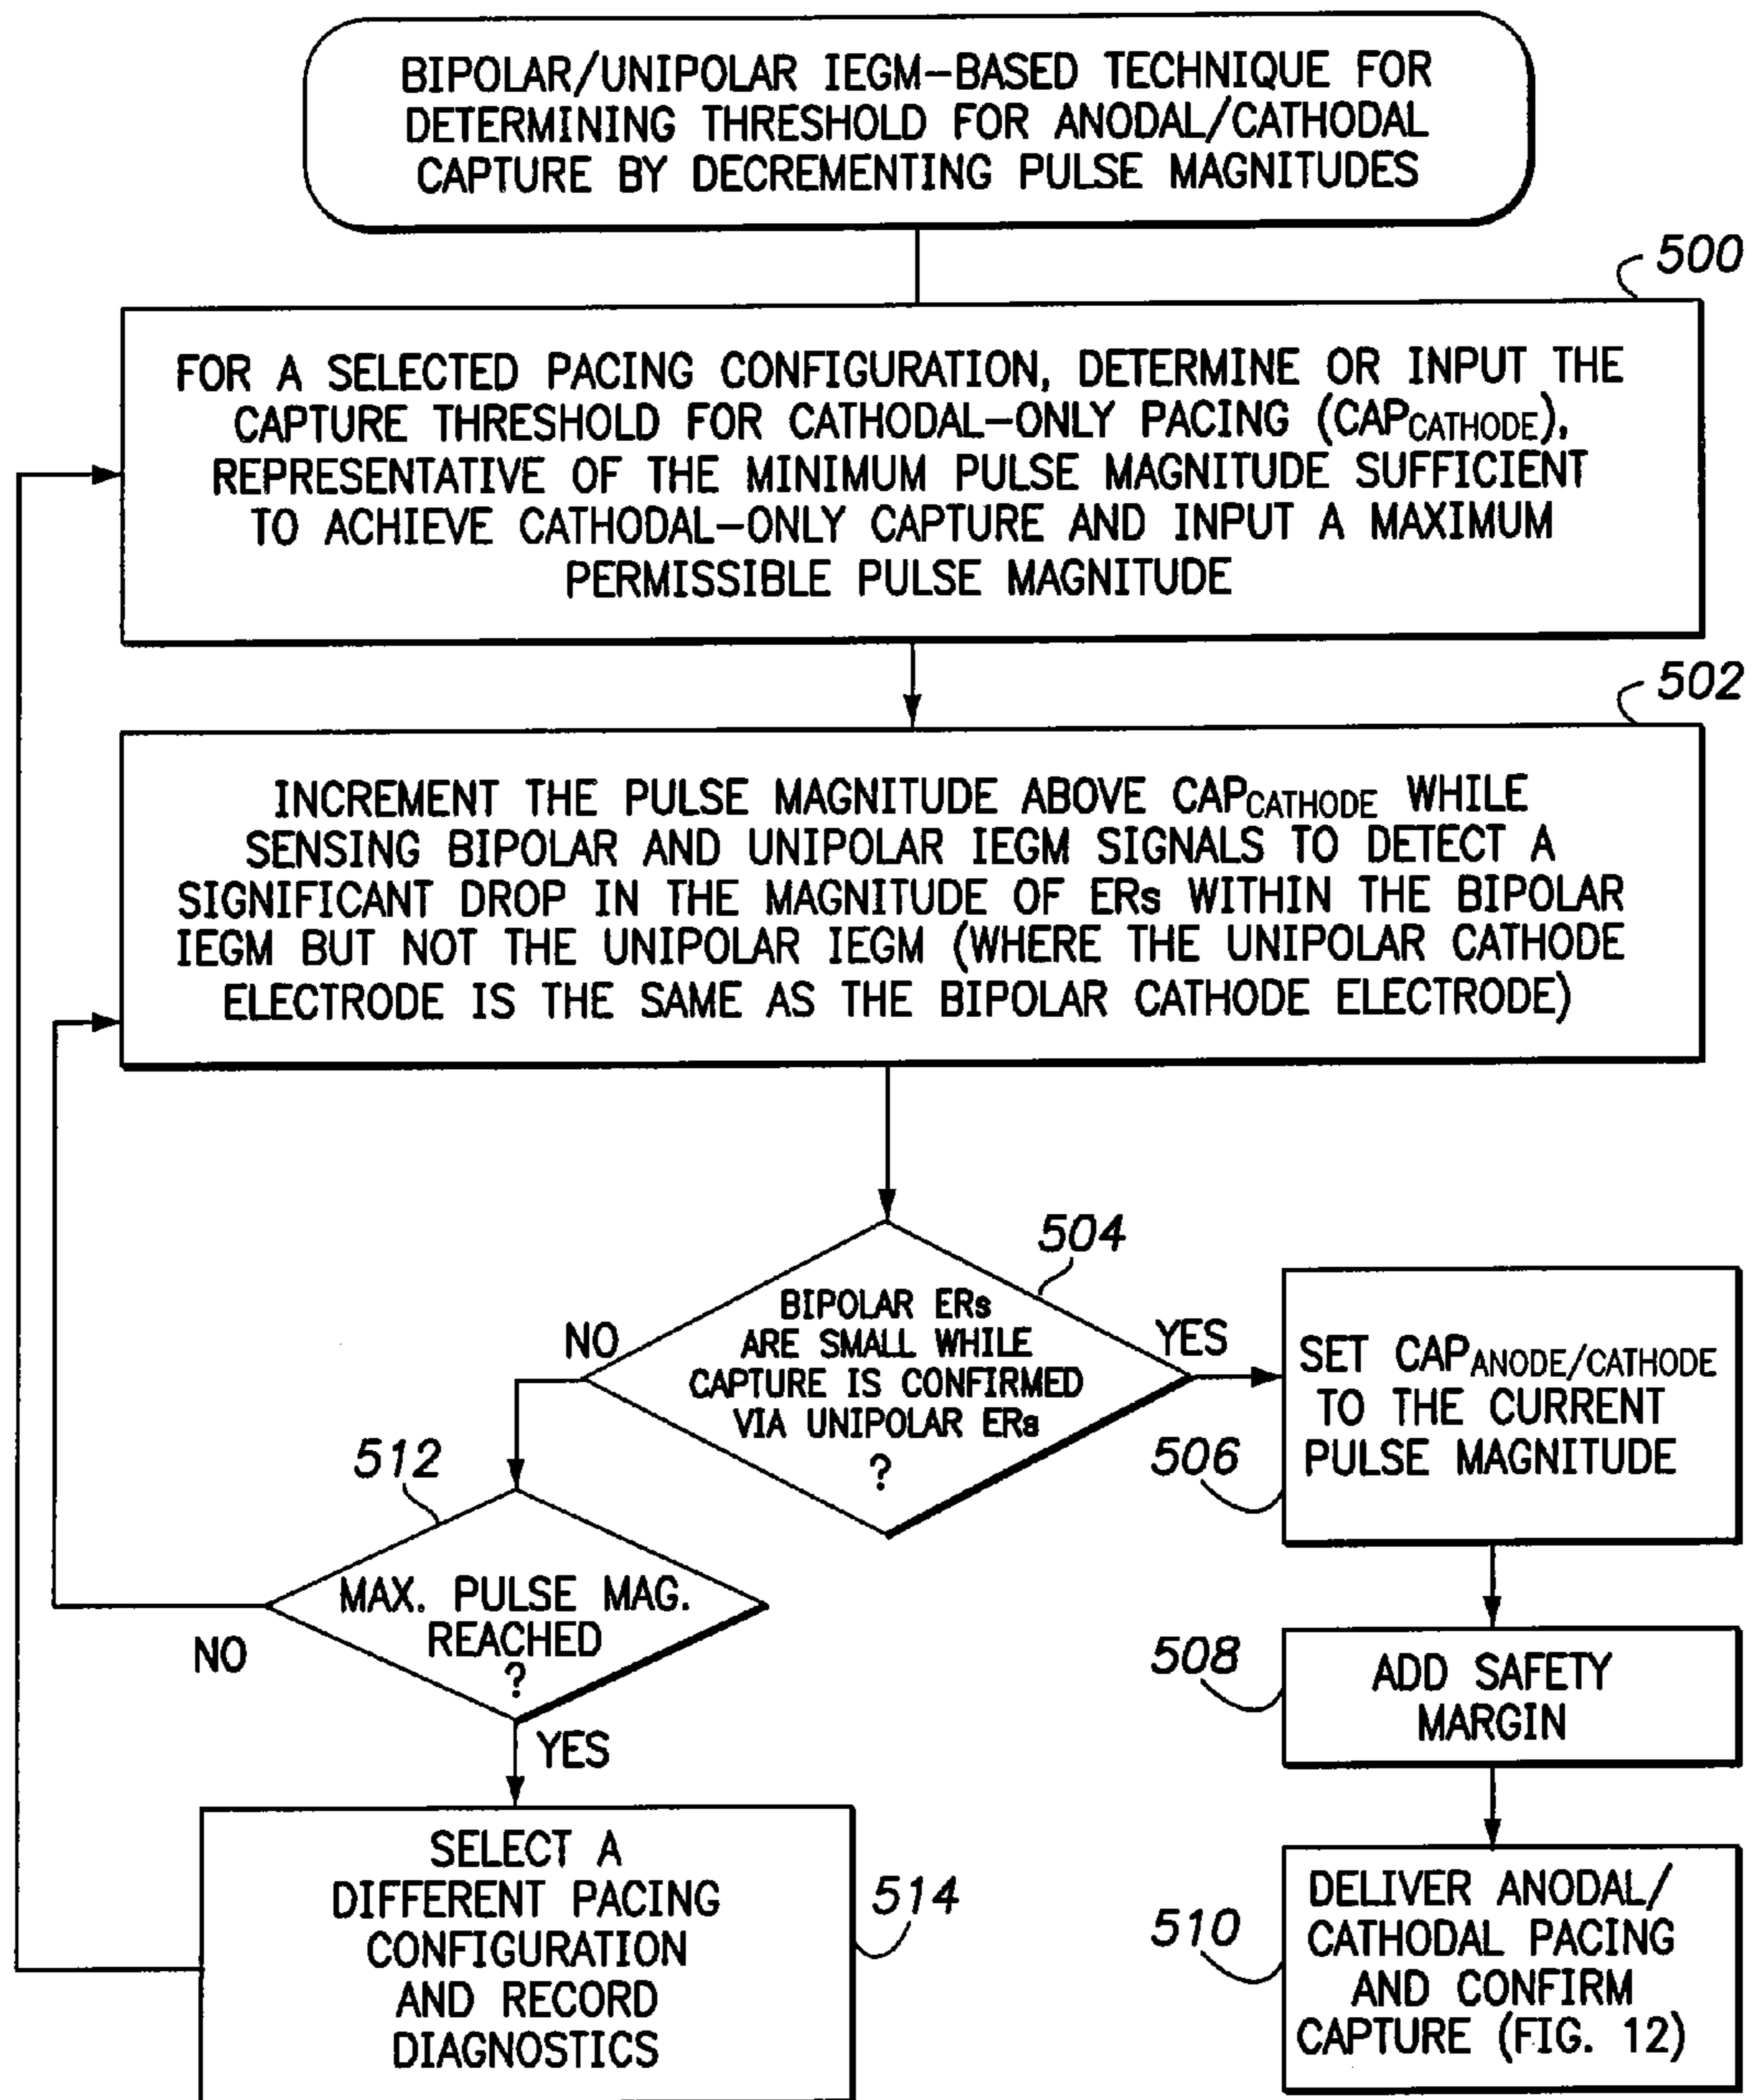 BIPOLAR/UNIPOLAR IEGM-BASED TECHNIQUE FOR
DETERMINING THRESHOLD FOR ANODAL/CATHODAL
CAPTURE BY DECREMENTING PULSE MAGNITUDES
500
FOR A SELECTED PACING CONFIGURATION, DETERMINE OR INPUT THE
CAPTURE THRESHOLD FOR CATHODAL-ONLY PACING (CAPCATHODE),
REPRESENTATIVE OF THE MINIMUM PULSE MAGNITUDE SUFFICIENT
TO ACHIEVE CATHODAL-ONLY CAPTURE AND INPUT A MAXIMUM
PERMISSIBLE PULSE MAGNITUDE
502
INCREMENT THE PULSE MAGNITUDE ABOVE CAPCATHODE WHILE
SENSING BIPOLAR AND UNIPOLAR IEGM SIGNALS TO DETECT A
SIGNIFICANT DROP IN THE MAGNITUDE OF ERs WITHIN THE BIPOLAR
IEGM BUT NOT THE UNIPOLAR IEGM (WHERE THE UNIPOLAR CATHODE
ELECTRODE IS THE SAME AS THE BIPOLAR CATHODE ELECTRODE)
504
BIPOLAR ERs
ARE SMALL WHILE
CAPTURE IS CONFIRMED
VIA UNIPOLAR ERs
?
NO
YES
SET CAPANODE/CATHODE
TO THE CURRENT
PULSE MAGNITUDE
506
512
MAX. PULSE MAG.
REACHED
?
NO
YES
508
ADD SAFETY
MARGIN
SELECT A
DIFFERENT PACING
CONFIGURATION
AND RECORD
DIAGNOSTICS
514
510
DELIVER ANODAL/
CATHODAL PACING
AND CONFIRM
CAPTURE (FIG. 12)